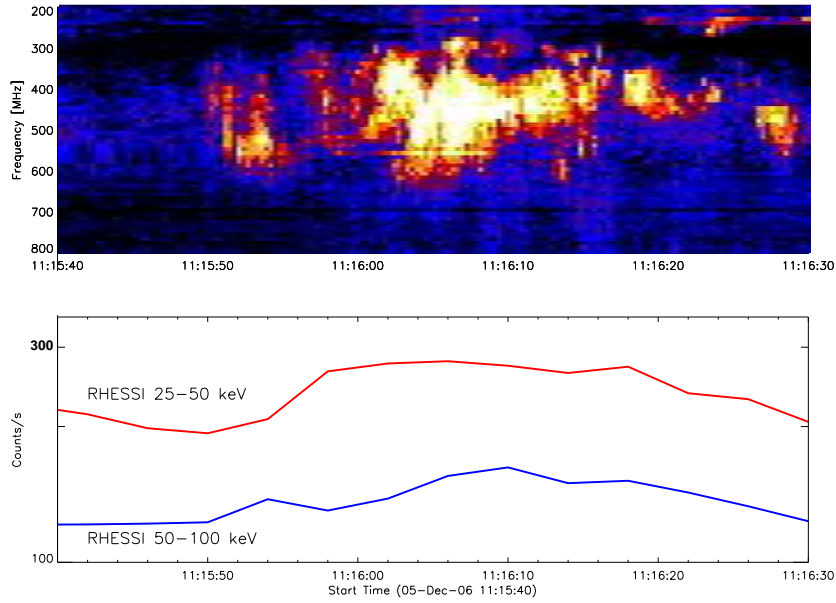 200
300
400
500
600
700
800
Frequency [MHz]
11:15:40 11:15:50 11:16:00 11:16:10 11:16:20 11:16:30
300
100
Counts/s
RHESSI 25-50 keV
RHESSI 50-100 keV
11:15:50 11:16:00 11:16:10 11:16:20 11:16:30
Start Time (05-Dec-06 11:15:40)